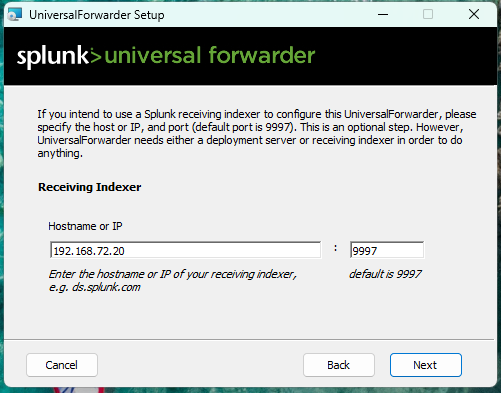 UniversalForwarder Setup
splunk>universal forwarder
If you intend to use a Splunk receiving indexer to configure this UniversalForwarder, please
specify the host or IP, and port (default port is 9997). This is an optional step. However,
UniversalForwarder needs either a deployment server or receiving indexer in order to do
anything.
Receiving Indexer
Hostname or IP
192.168.72.20 : 9997
Enter the hostname or IP of your receiving indexer, default is 9997
e.g. ds.splunk.com
Cancel Back Next